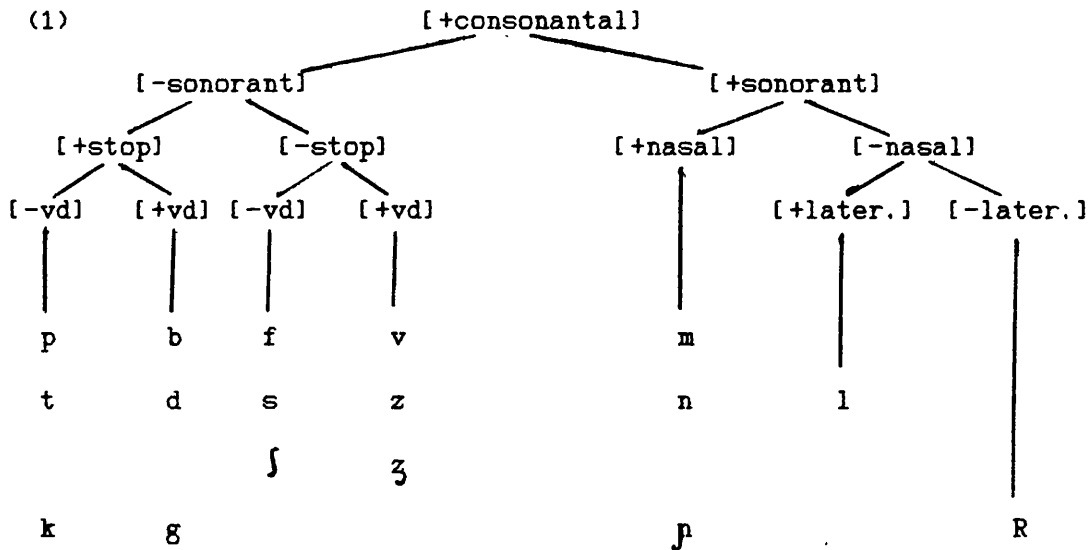 (1) [+consonantal]
[-sonorant] [+sonorant]
[+stop] [-stop] [+nasal] [-nasal]
[-vd] [+vd] [-vd] [+vd] [+later.] [-later.]
p b f v m
t d s z n l
ʃ ʒ
k g ɲ R